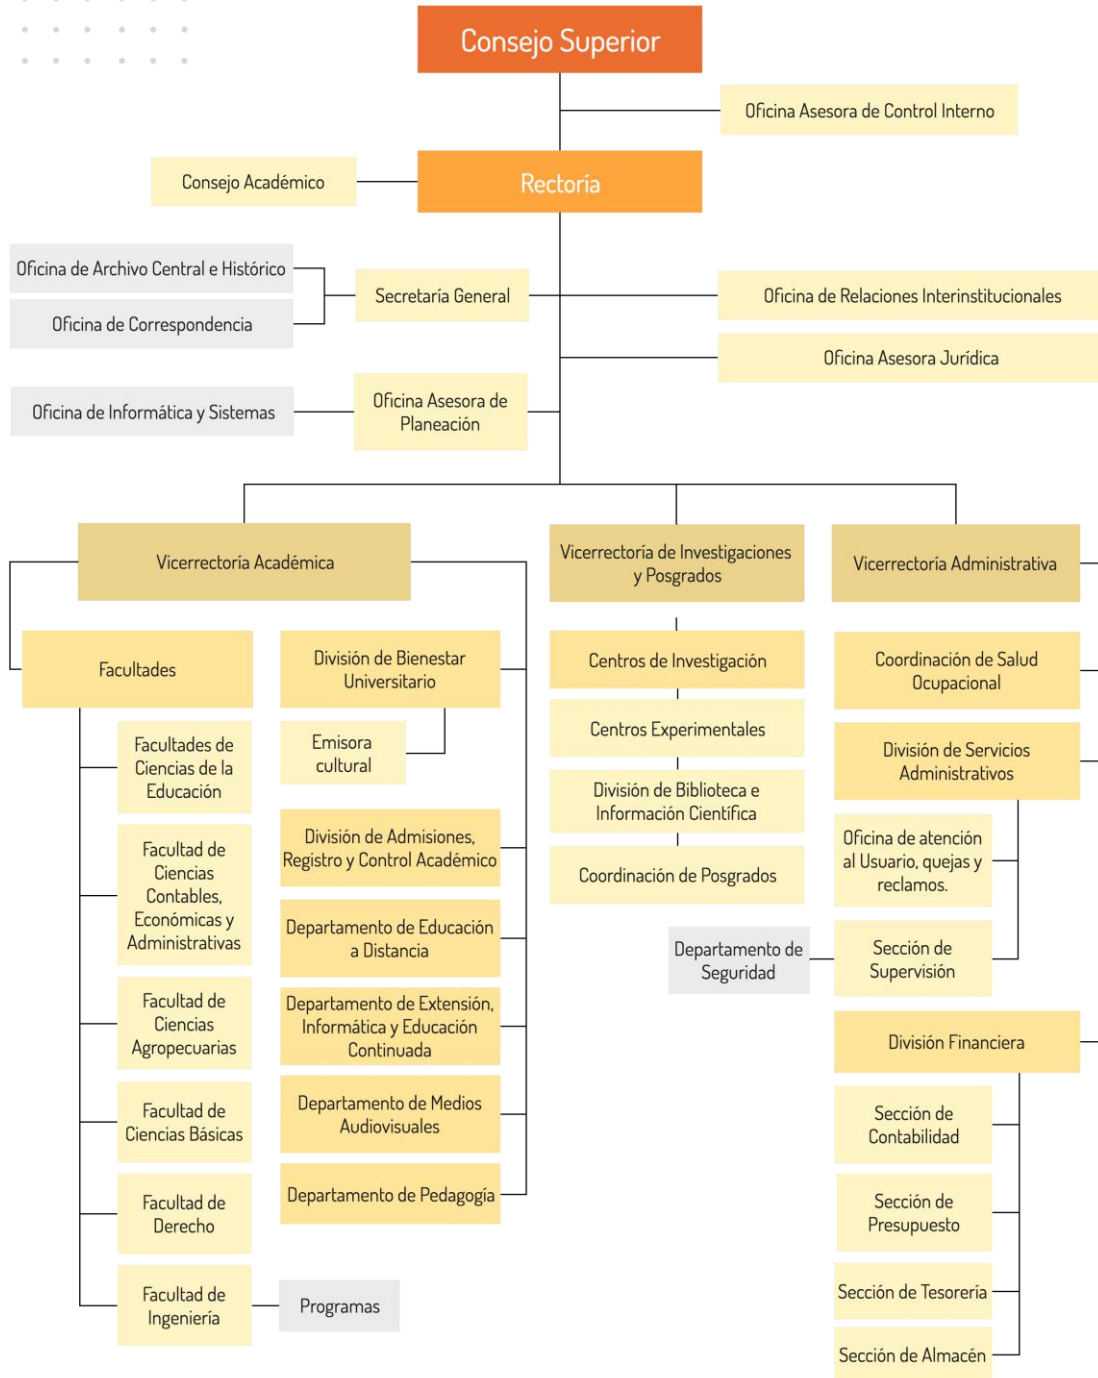 Consejo Superior
Oficina Asesora de Control Interno
Consejo Académico
Rectoría
Oficina de Archivo Central e Histórico
Oficina de Correspondencia
Secretaría General
Oficina de Relaciones Interinstitucionales
Oficina Asesora Jurídica
Oficina de Informática y Sistemas
Oficina Asesora de
Planeación
Vicerrectoría Académica
Vicerrectoría de Investigaciones
y Posgrados
Vicerrectoría Administrativa
Facultades
Facultades de
Ciencias de la
Educación
Facultad de
Ciencias
Contables,
Económicas y
Administrativas
Facultad de
Ciencias
Agropecuarias
Facultad de
Ciencias Básicas
Facultad de
Derecho
Facultad de
Ingeniería
Programas
División de Bienestar
Universitario
Emisora
cultural
División de Admisiones,
Registro y Control Académico
Departamento de Educación
a Distancia
Departamento de Extensión,
Informática y Educación
Continuada
Departamento de Medios
Audiovisuales
Departamento de Pedagogía
Centros de Investigación
Centros Experimentales
División de Biblioteca e
Información Científica
Coordinación de Posgrados
Coordinación de Salud
Ocupacional
División de Servicios
Administrativos
Oficina de atención
al Usuario, quejas y
reclamos.
Departamento de
Seguridad
Sección de
Supervisión
División Financiera
Sección de
Contabilidad
Sección de
Presupuesto
Sección de Tesorería
Sección de Almacén